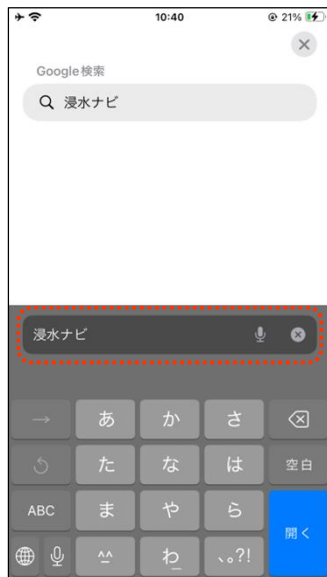 10:40
21%
Google 検索
浸水ナビ
浸水ナビ
→ あ か さ
た な は 空白
ABC ま や ら
^^ わ_ 、。?! 開く